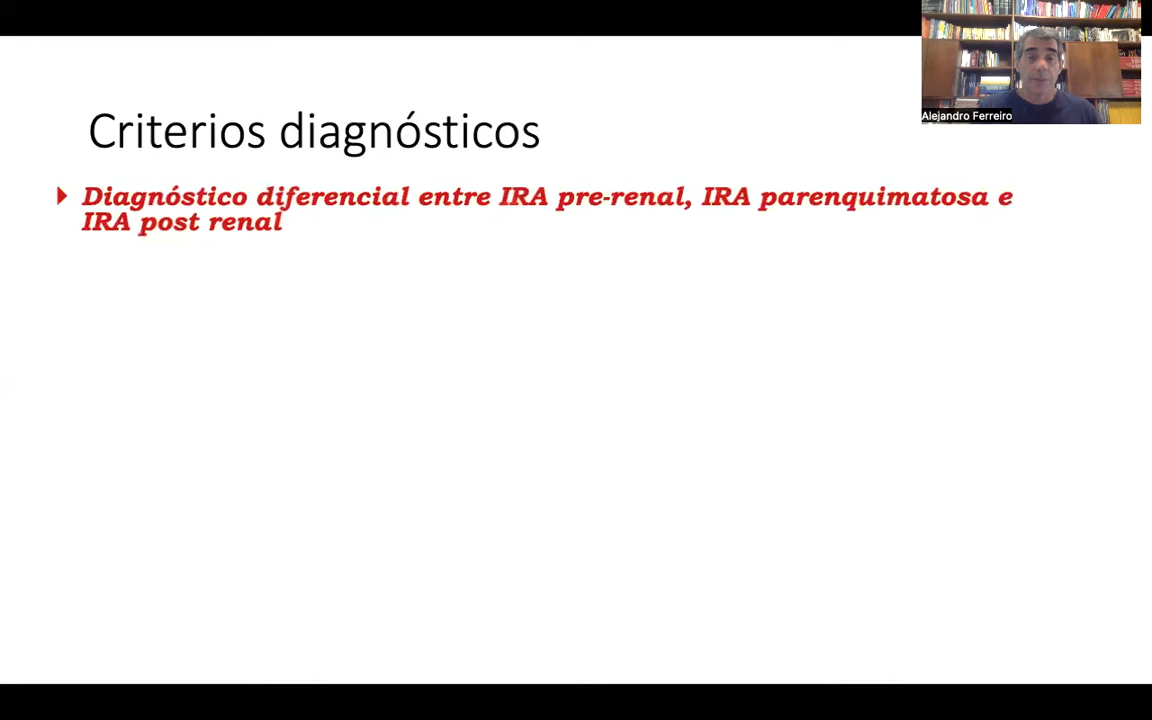 Criterios diagnósticos
Diagnóstico diferencial entre IRA pre-renal, IRA parenquimatosa e
IRA post renal
Alejandro Ferreiro